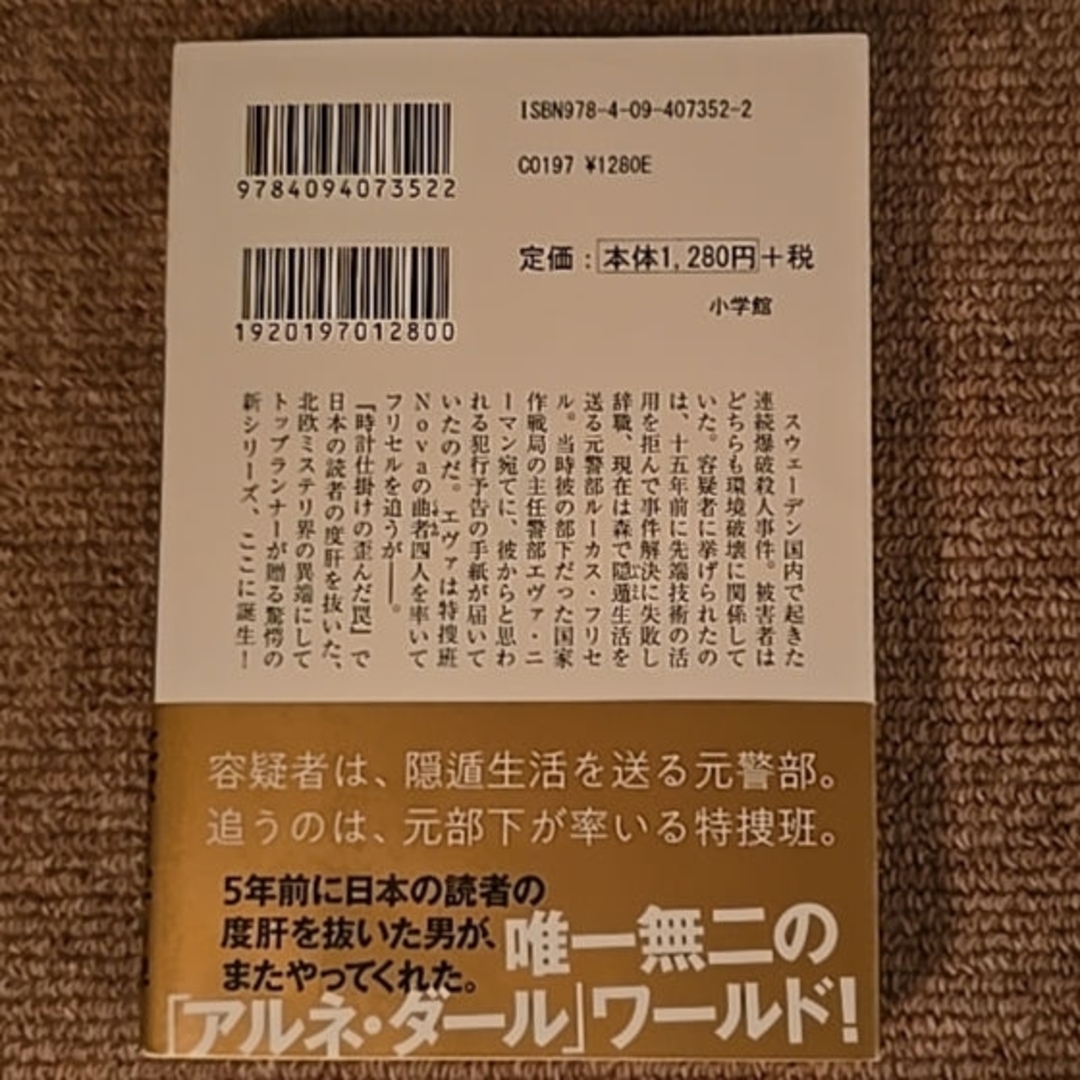 ISBN978-4-09-407352-2
9784094073522
C0197 ¥1280E
1920197012800
定価：本体1,280円+税
小学館
スウェーデン国内で起きた
連続爆破殺人事件。被害者は
どちらも環境破壊に関係して
いた。容疑者に挙げられたの
は、十五年前に先端技術の活
用を拒んで事件解決に失敗し
辞職、現在は森で隠遁生活を
送る元警部ルーカス・フリセ
ル。当時彼の部下だった国家
作戦局の主任警部エヴァ・ニ
ーマン宛てに、彼からと思わ
れる犯行予告の手紙が届いて
いたのだ。エヴァは特捜班
Novaの曲者四人を率いて
フリセルを追うが――。
『時計仕掛けの歪んだ罠』で
日本の読者の度肝を抜いた、
北欧ミステリ界の異端にして
トップランナーが贈る驚愕の
新シリーズ、ここに誕生！
容疑者は、隠遁生活を送る元警部。
追うのは、元部下が率いる特捜班。
5年前に日本の読者の
度肝を抜いた男が、
またやってくれた。
唯一無二の
「アルネ・ダール」ワールド！